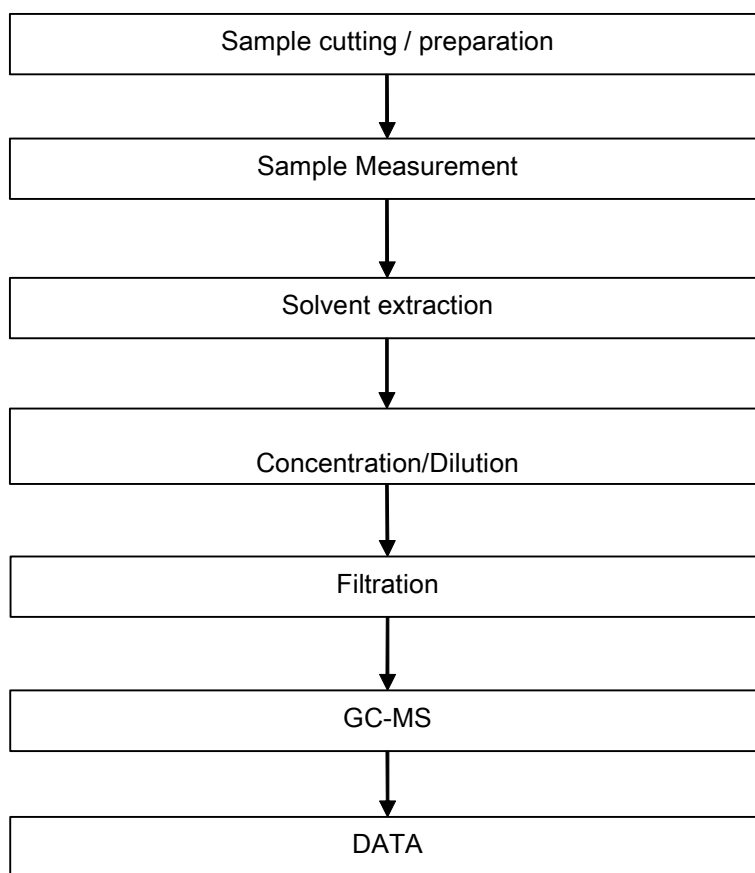 Sample cutting / preparation
Sample Measurement
Solvent extraction
Concentration/Dilution
Filtration
GC-MS
DATA